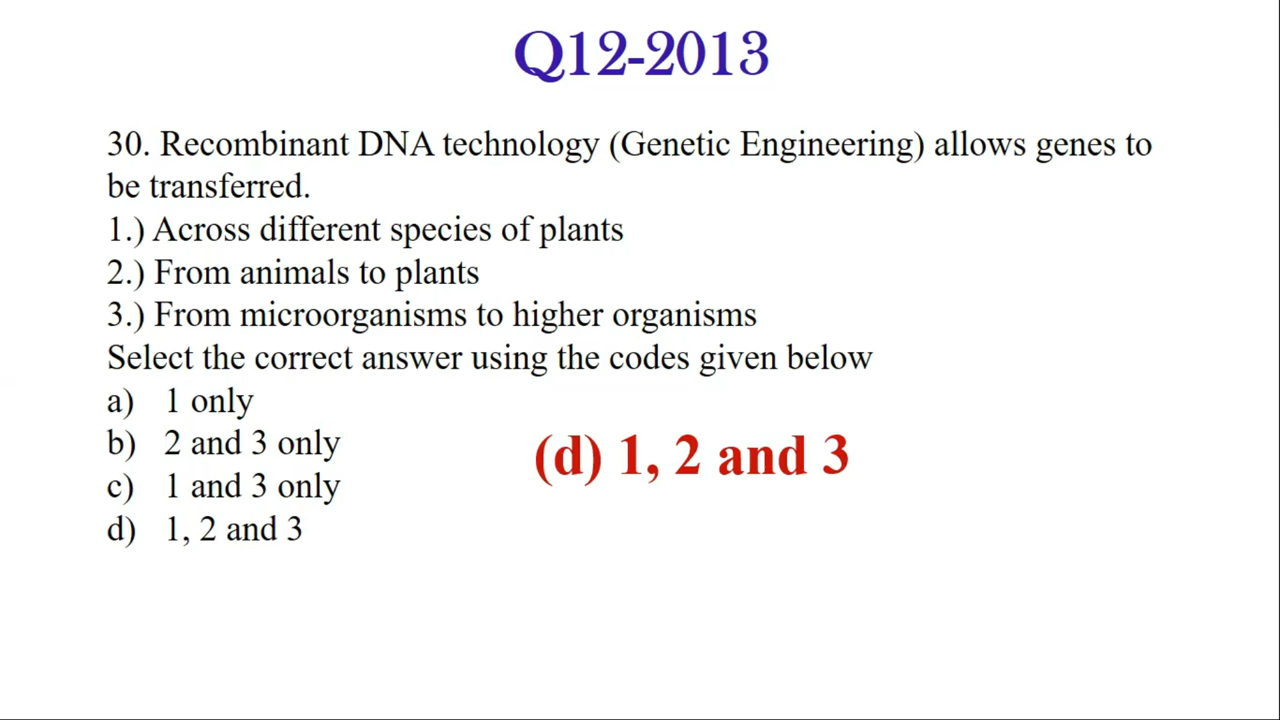 Q12-2013
30. Recombinant DNA technology (Genetic Engineering) allows genes to
be transferred.
1.) Across different species of plants
2.) From animals to plants
3.) From microorganisms to higher organisms
Select the correct answer using the codes given below
a) 1 only
b) 2 and 3 only
c) 1 and 3 only
d) 1, 2 and 3
(d) 1, 2 and 3